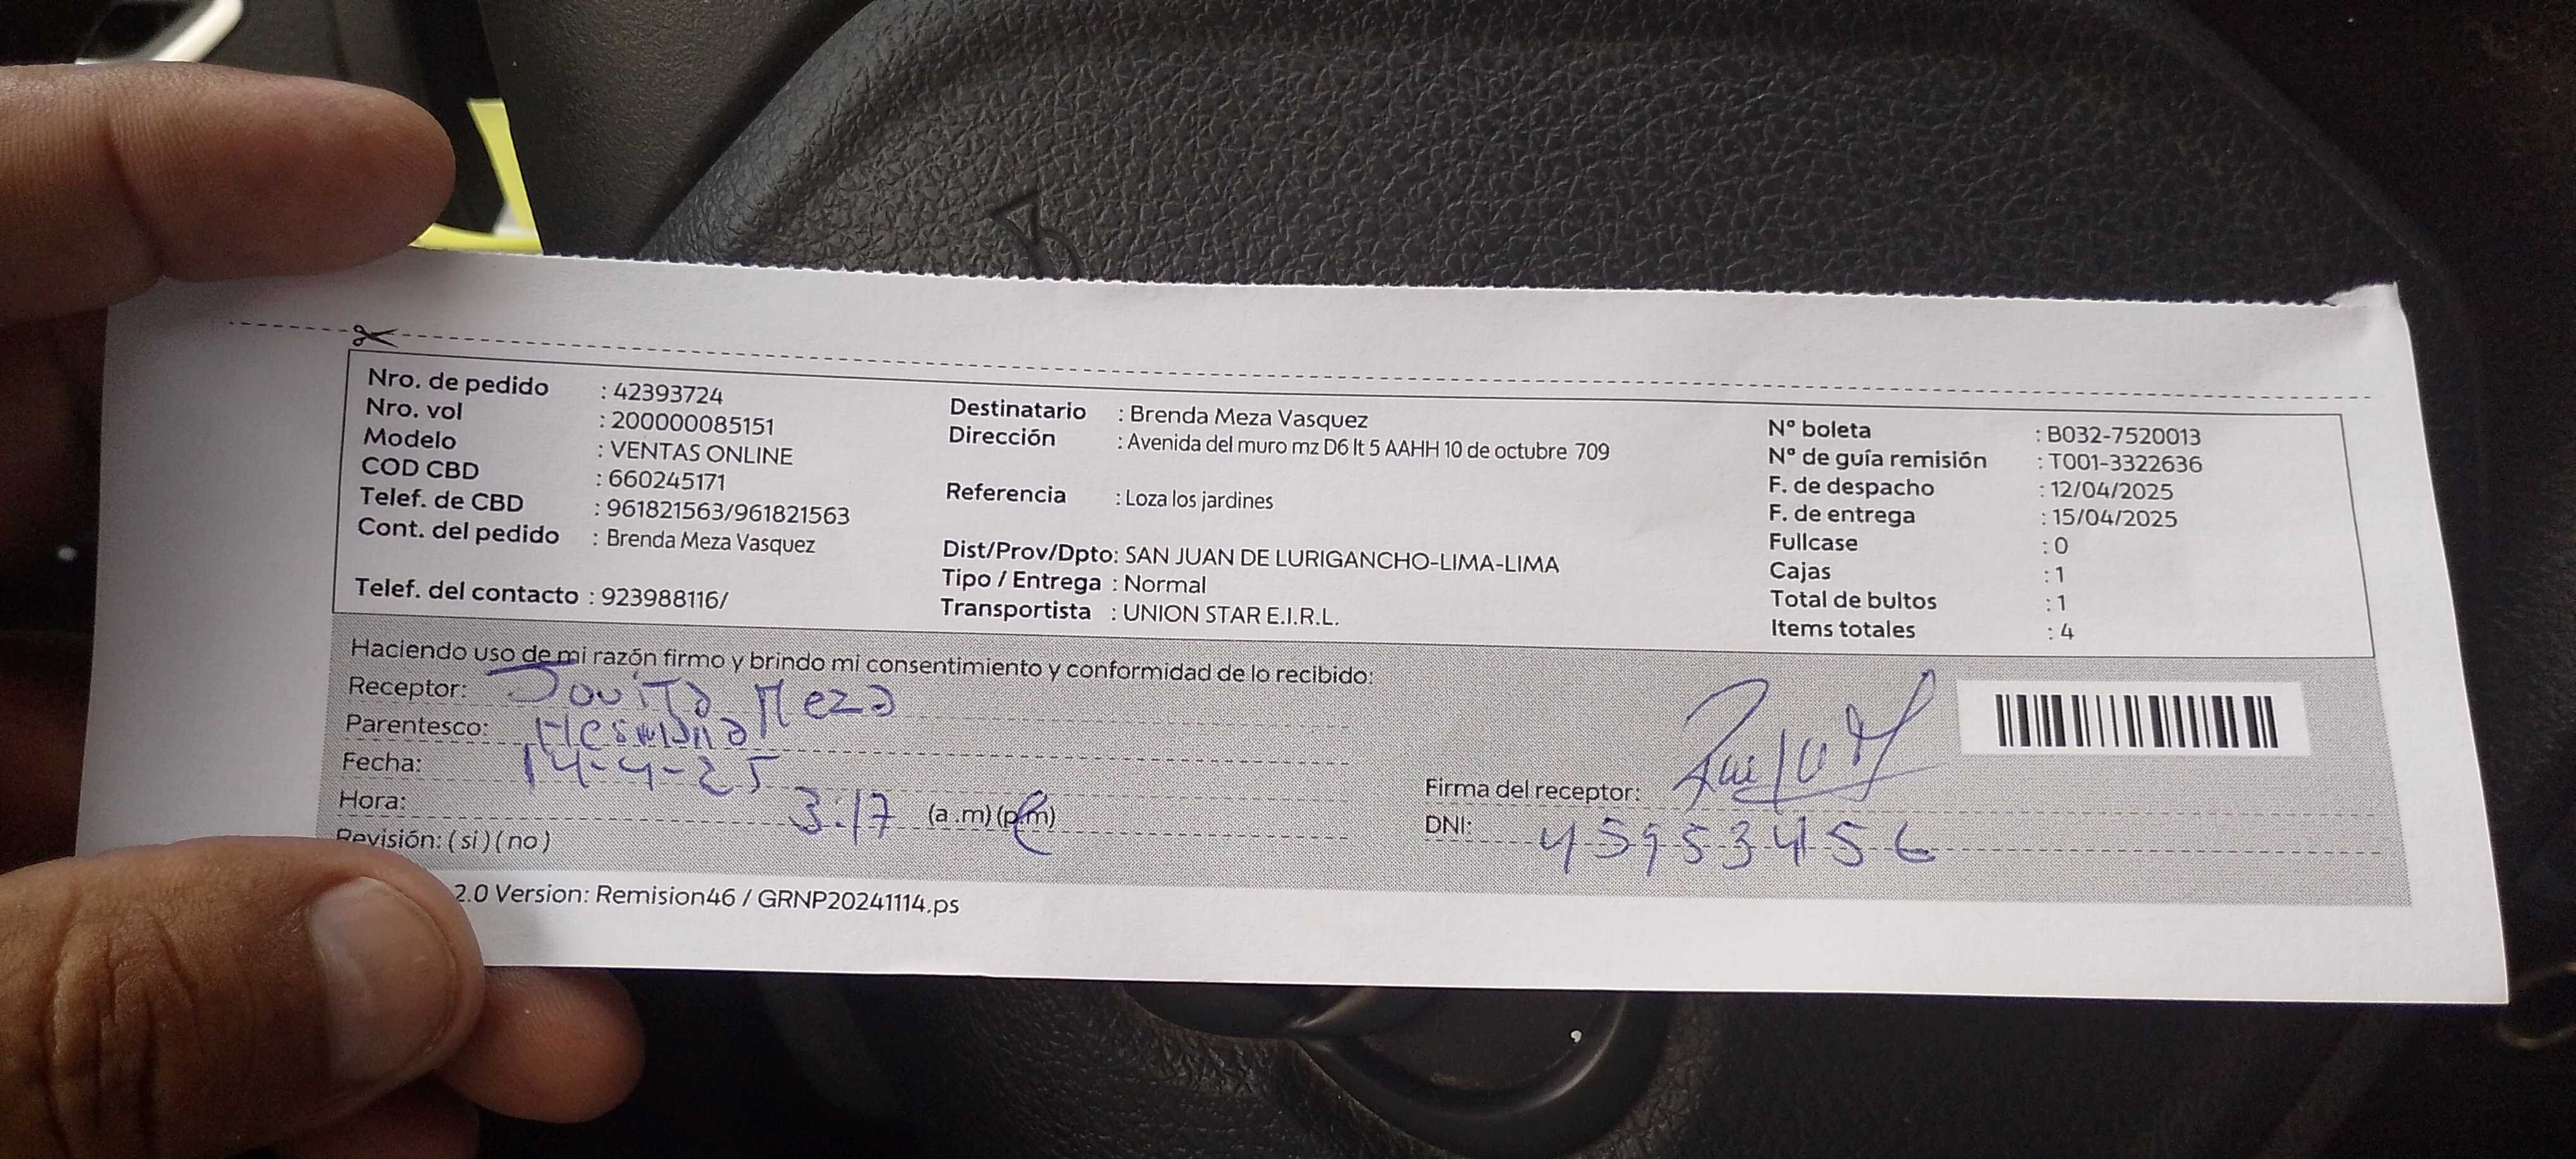 Nro. de pedido : 42393724
Nro. vol : 200000085151
Modelo : VENTAS ONLINE
COD CBD : 660245171
Telef. de CBD : 961821563/961821563
Cont. del pedido : Brenda Meza Vasquez
Telef. del contacto : 923988116/
Destinatario : Brenda Meza Vasquez
Dirección : Avenida del muro mz D6 lt 5 AAHH 10 de octubre 709
Referencia : Loza los jardines
Dist/Prov/Dpto: SAN JUAN DE LURIGANCHO-LIMA-LIMA
Tipo / Entrega : Normal
Transportista : UNION STAR E.I.R.L.
Nº boleta : B032-7520013
Nº de guía remisión : T001-3322636
F. de despacho : 12/04/2025
F. de entrega : 15/04/2025
Fullcase : 0
Cajas : 1
Total de bultos : 1
Items totales : 4
Haciendo uso de mi razón firmo y brindo mi consentimiento y conformidad de lo recibido:
Receptor: Jovita Meza
Parentesco: Hermana
Fecha: 14-4-25
Hora: 3:17 (a .m) (p.m)
Revisión: ( si ) ( no )
Firma del receptor:
DNI: 45953456
2.0 Version: Remision46 / GRNP20241114.ps